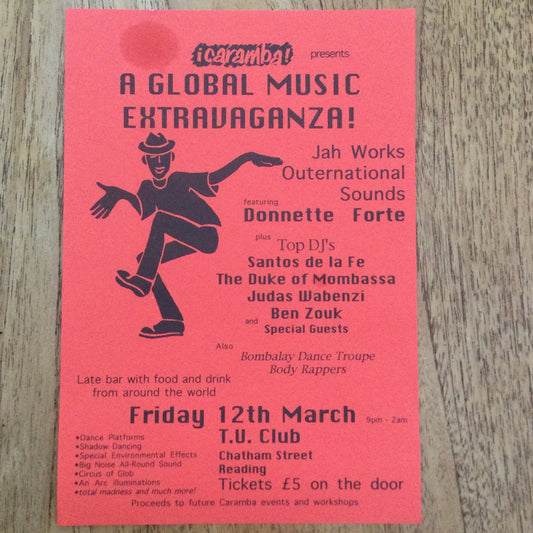 ¡caramba! presents
A GLOBAL MUSIC
EXTRAVAGANZA!
Jah Works
Outernational
Sounds
featuring
Donnette Forte
plus
Top DJ's
Santos de la Fe
The Duke of Mombassa
Judas Wabenzi
and Ben Zouk
Special Guests
Also
Bombalay Dance Troupe
Body Rappers
Late bar with food and drink
from around the world
Friday 12th March 9pm - 2am
T.U. Club
Chatham Street
Reading
Tickets £5 on the door
•Dance Platforms
•Shadow Dancing
•Special Environmental Effects
•Big Noise All-Round Sound
•Circus of Glob
•An Arc illuminations
•total madness and much more!
Proceeds to future Caramba events and workshops